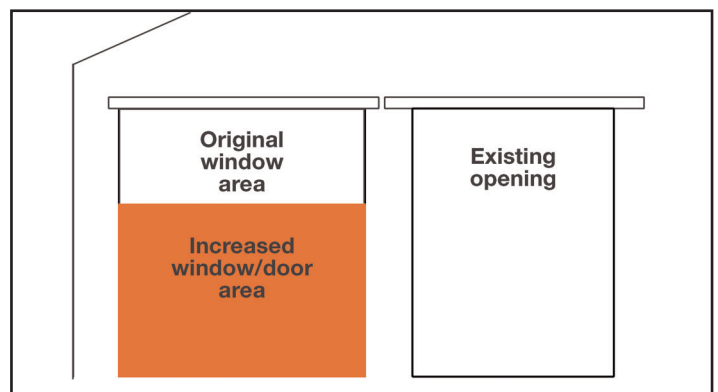 Original
window
area
Existing
opening
Increased
window/door
area